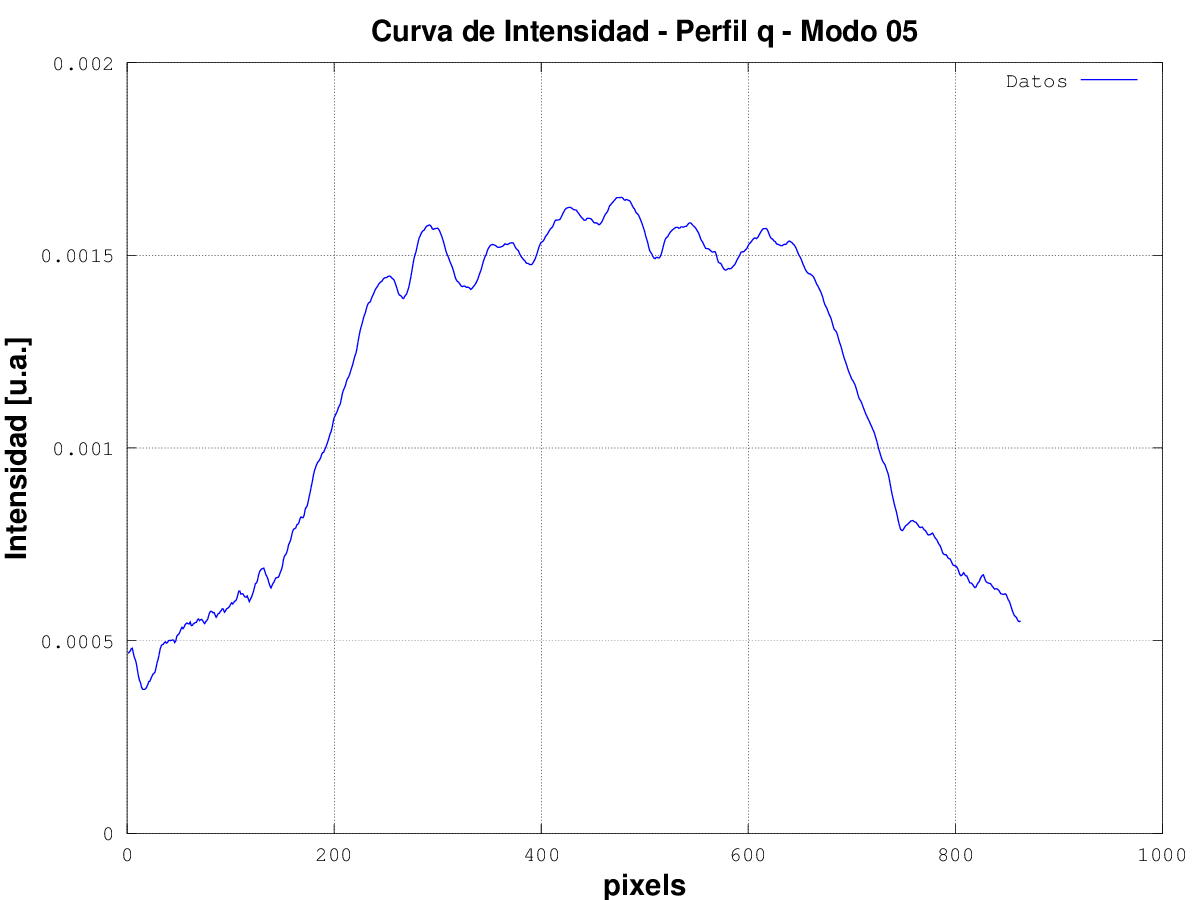 Curva de Intensidad - Perfil q - Modo 05
Intensidad [u.a.]
0.002
0.0015
0.001
0.0005
0
Datos
0 200 400 600 800 1000
pixels